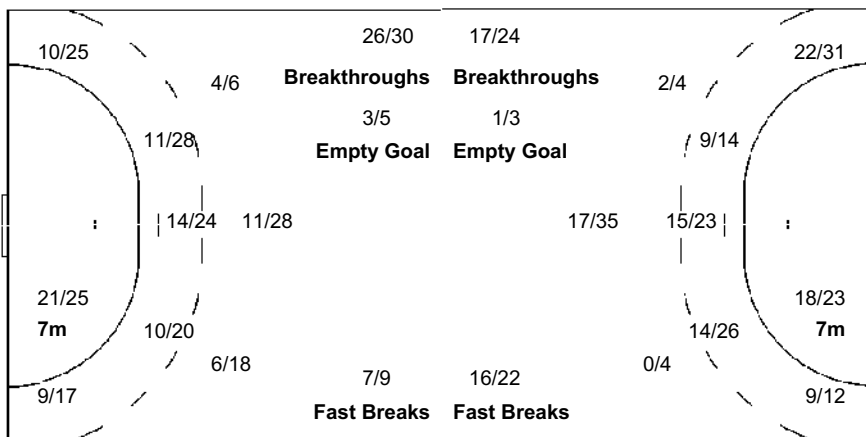 26/30 17/24
10/25 22/31
Breakthroughs Breakthroughs
4/6 2/4
3/5 1/3
11/28 9/14
Empty Goal Empty Goal
14/24 11/28 17/35 15/23
21/25 18/23
7m 7m
10/20 14/26
6/18 0/4
7/9 16/22
9/17 9/12
Fast Breaks Fast Breaks